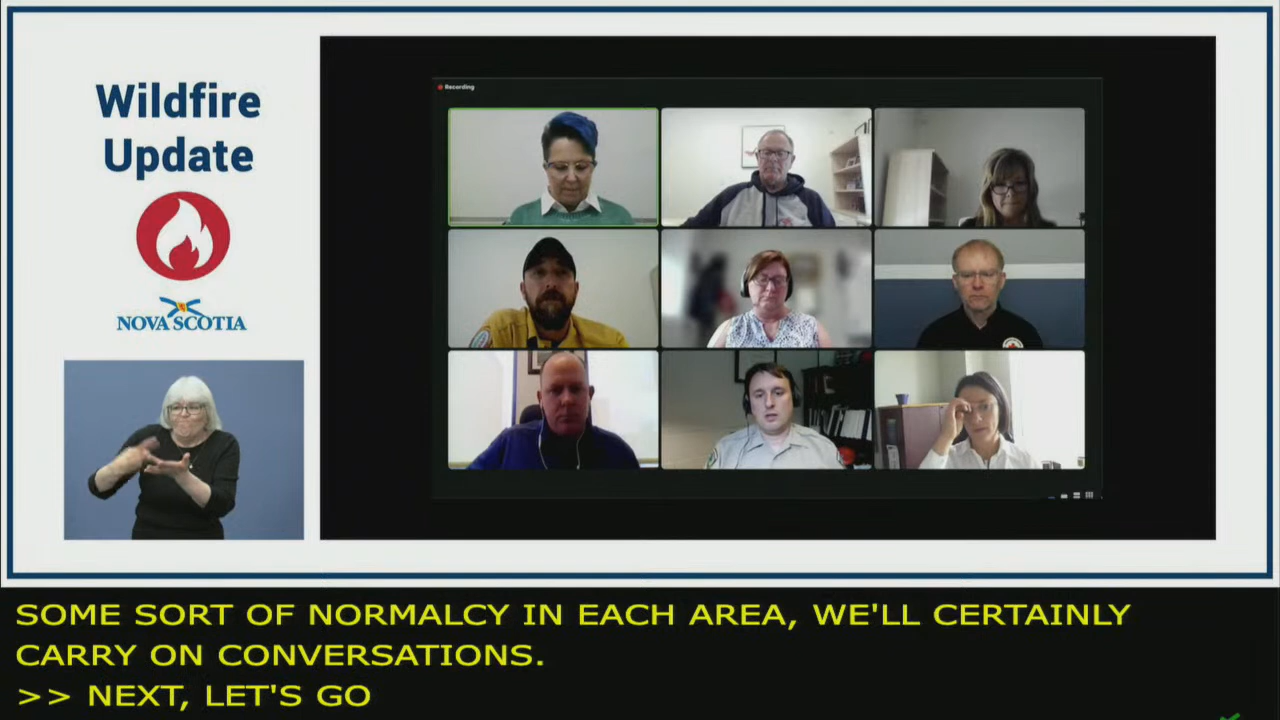 Wildfire
Update
NOVA SCOTIA
Recording
SOME SORT OF NORMALCY IN EACH AREA, WE'LL CERTAINLY
CARRY ON CONVERSATIONS.
>> NEXT, LET'S GO